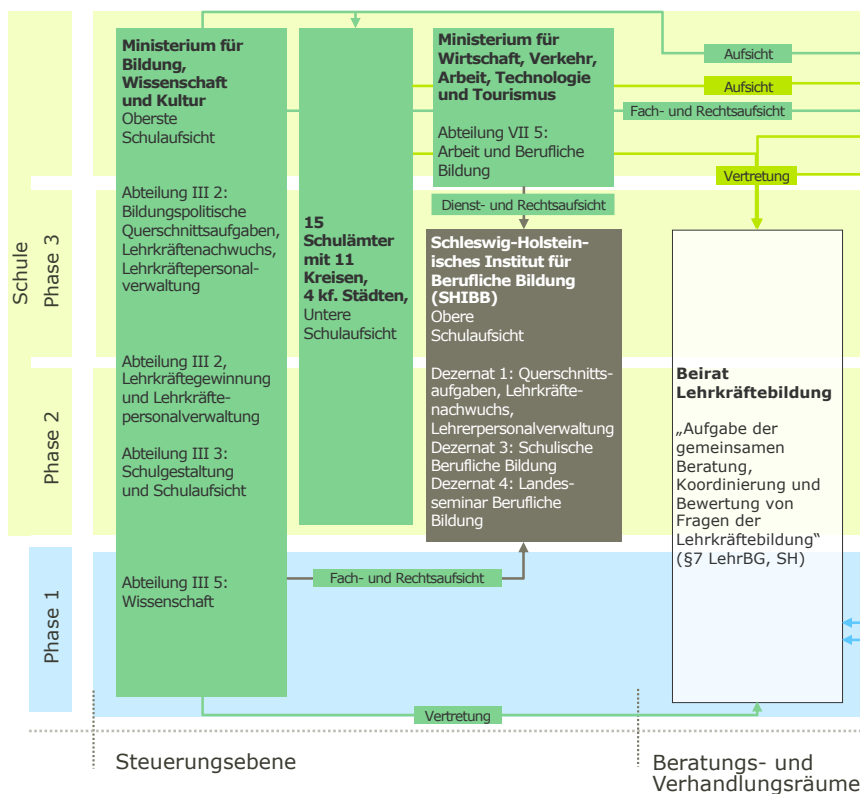 Ministerium für
Bildung,
Wissenschaft
und Kultur
Oberste
Schulaufsicht
Abteilung III 2:
Bildungspolitische
Querschnittsaufgaben,
Lehrkräftenachwuchs,
Lehrkräftepersonal-
verwaltung
Abteilung III 2,
Lehrkräftegewinnung
und Lehrkräfte-
personalverwaltung
Abteilung III 3:
Schulgestaltung
und Schulaufsicht
Abteilung III 5:
Wissenschaft
15
Schulämter
mit 11
Kreisen,
4 kf. Städten,
Untere
Schulaufsicht
Ministerium für
Wirtschaft, Verkehr,
Arbeit, Technologie
und Tourismus
Abteilung VII 5:
Arbeit und Berufliche
Bildung
Dienst- und Rechtsaufsicht
Schleswig-Holstein-
isches Institut für
Berufliche Bildung
(SHIBB)
Obere
Schulaufsicht
Dezernat 1: Querschnitts-
aufgaben, Lehrkräfte-
nachwuchs,
Lehrerpersonalverwaltung
Dezernat 3: Schulische
Berufliche Bildung
Dezernat 4: Landes-
seminar Berufliche
Bildung
Fach- und Rechtsaufsicht
Vertretung
Aufsicht
Aufsicht
Fach- und Rechtsaufsicht
Vertretung
Beirat
Lehrkräftebildung
„Aufgabe der
gemeinsamen
Beratung,
Koordinierung und
Bewertung von
Fragen der
Lehrkräftebildung“
(§7 LehrBG, SH)
Schule
Phase 3
Phase 2
Phase 1
Steuerungsebene
Beratungs- und
Verhandlungsräume